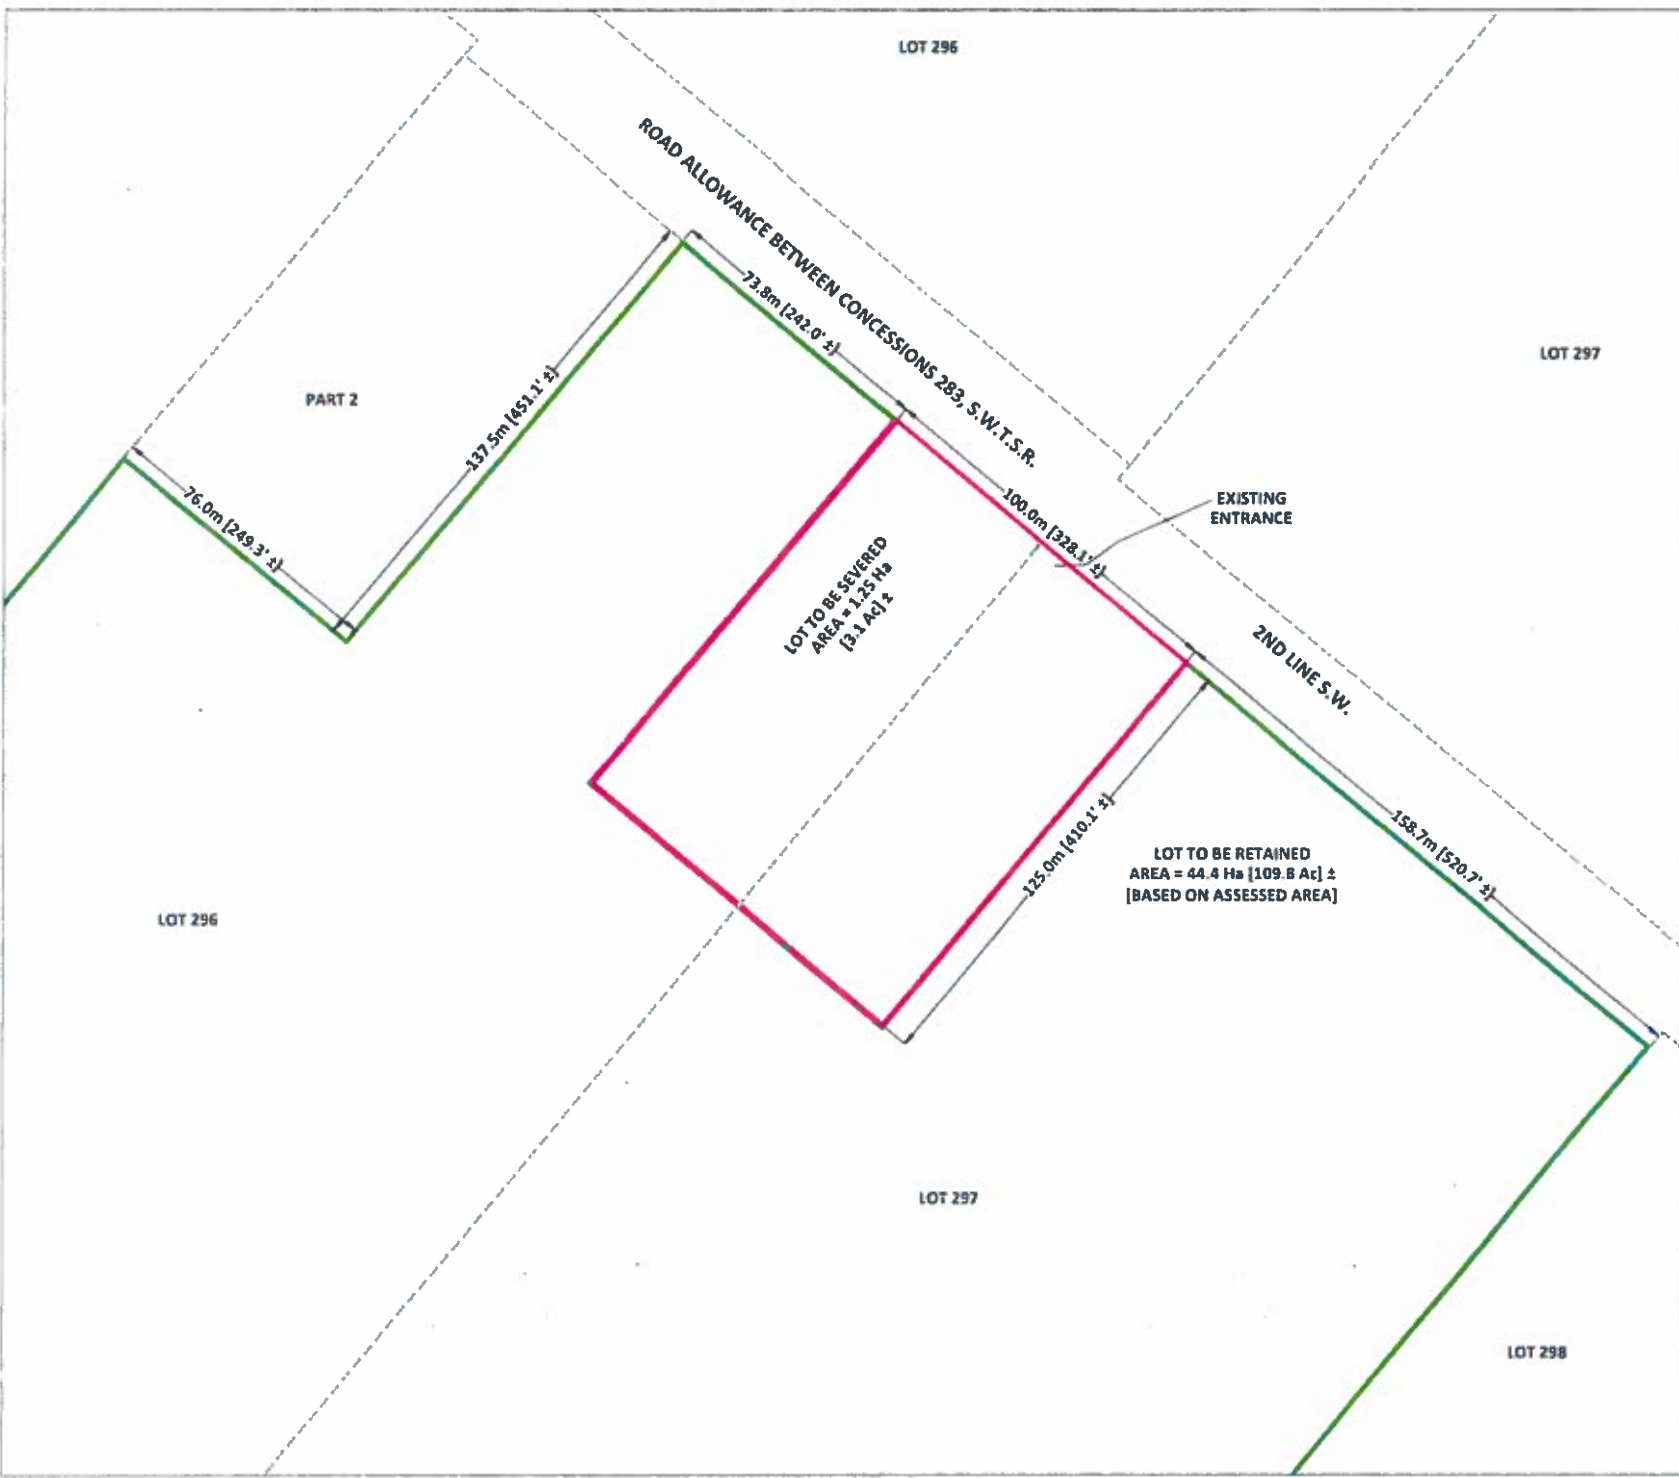 LOT 296
ROAD ALLOWANCE BETWEEN CONCESSIONS 2&3, S.W.T.S.R.
73.8m [242.0' ±]
LOT 297
PART 2
137.5m [451.1' ±]
76.0m [249.3' ±]
100.0m [328.1' ±]
EXISTING
ENTRANCE
LOT TO BE SEVERED
AREA = 1.25 Ha
[3.1 Ac] ±
2ND LINE S.W.
125.0m [410.1' ±]
158.7m [520.7' ±]
LOT TO BE RETAINED
AREA = 44.4 Ha [109.8 Ac] ±
[BASED ON ASSESSED AREA]
LOT 296
LOT 297
LOT 298